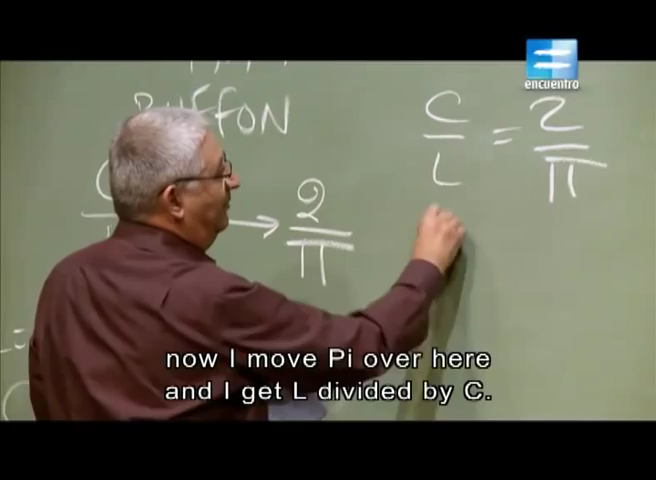 encuentro
BUFFON
C
L
=
2
π
→
2
π
now I move Pi over here
and I get L divided by C.